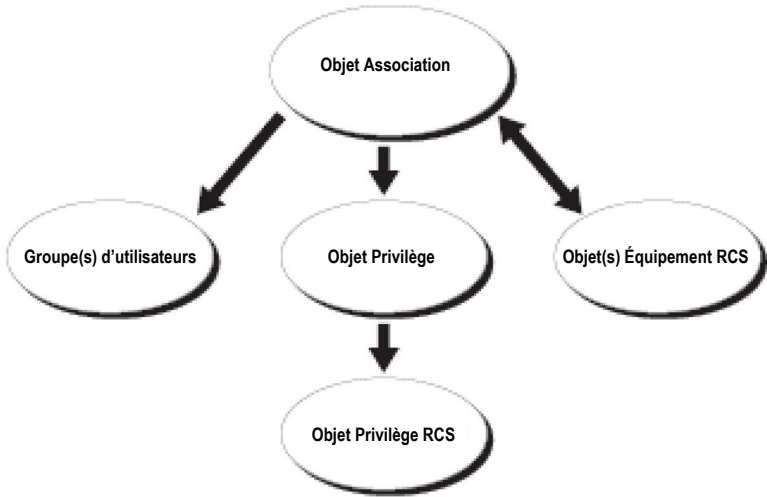 Objet Association
Groupe(s) d’utilisateurs
Objet Privilège
Objet(s) Équipement RCS
Objet Privilège RCS